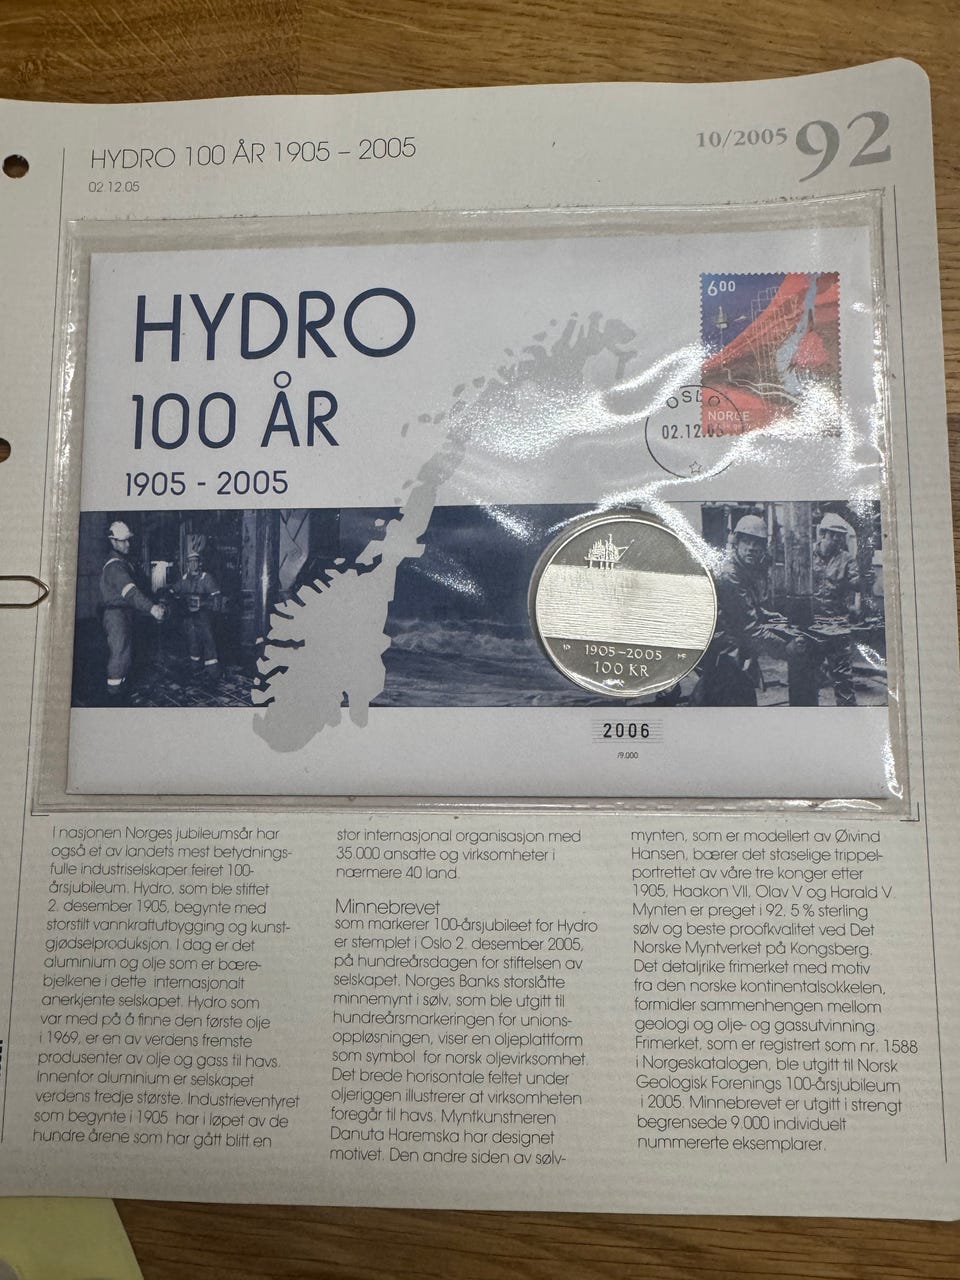 HYDRO 100 ÅR 1905 – 2005
02.12.05
10/2005 92
HYDRO
100 ÅR
1905 - 2005
6 00
NORGE
OSLO
02.12.05
1905-2005
100 KR
2006
/9.000
I nasjonen Norges jubileumsår har
også et av landets mest betydnings-
fulle industriselskaper feiret 100-
årsjubileum. Hydro, som ble stiftet
2. desember 1905, begynte med
storstilt vannkraftutbygging og kunst-
gjødselproduksjon. I dag er det
aluminium og olje som er bære-
bjelkene i dette internasjonalt
anerkjente selskapet. Hydro som
var med på å finne den første olje
i 1969, er en av verdens fremste
produsenter av olje og gass til havs.
Innenfor aluminium er selskapet
verdens tredje største. Industrieventyret
som begynte i 1905 har i løpet av de
hundre årene som har gått blitt en
stor internasjonal organisasjon med
35.000 ansatte og virksomheter i
nærmere 40 land.
Minnebrevet
som markerer 100-årsjubileet for Hydro
er stemplet i Oslo 2. desember 2005,
på hundreårsdagen for stiftelsen av
selskapet. Norges Banks storslåtte
minnemynt i sølv, som ble utgitt til
hundreårsmarkeringen for unions-
oppløsningen, viser en oljeplattform
som symbol for norsk oljevirksomhet.
Det brede horisontale feltet under
oljeriggen illustrerer at virksomheten
foregår til havs. Myntkunstneren
Danuta Haremska har designet
motivet. Den andre siden av sølv-
mynten, som er modellert av Øivind
Hansen, bærer det staselige trippel-
portrettet av våre tre konger etter
1905, Haakon VII, Olav V og Harald V.
Mynten er preget i 92, 5 % sterling
sølv og beste proofkvalitet ved Det
Norske Myntverket på Kongsberg.
Det detaljrike frimerket med motiv
fra den norske kontinentalsokkelen,
formidler sammenhengen mellom
geologi og olje- og gassutvinning.
Frimerket, som er registrert som nr. 1588
i Norgeskatalogen, ble utgitt til Norsk
Geologisk Forenings 100-årsjubileum
i 2005. Minnebrevet er utgitt i strengt
begrensede 9.000 individuelt
nummererte eksemplarer.